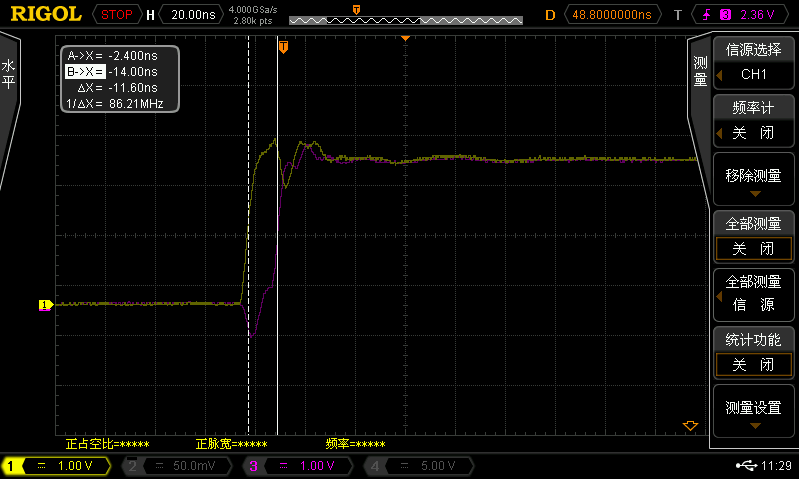 RIGOL STOP H 20.00ns 4.000GSa/s D 48.8000000ns T 3 2.36 V
2.80k pts
T
水平
A->X= -2.400ns
B->X= -14.00ns
△X= -11.60ns
1/△X= 86.21MHz
T
1
正占空比=***** 正脉宽=***** 频率=*****
测量
信源选择
CH1
频率计
关 闭
移除测量
全部测量
关 闭
全部测量
信 源
统计功能
关 闭
测量设置
1 1.00 V 2 50.0mV 3 1.00 V 4 5.00 V 11:29